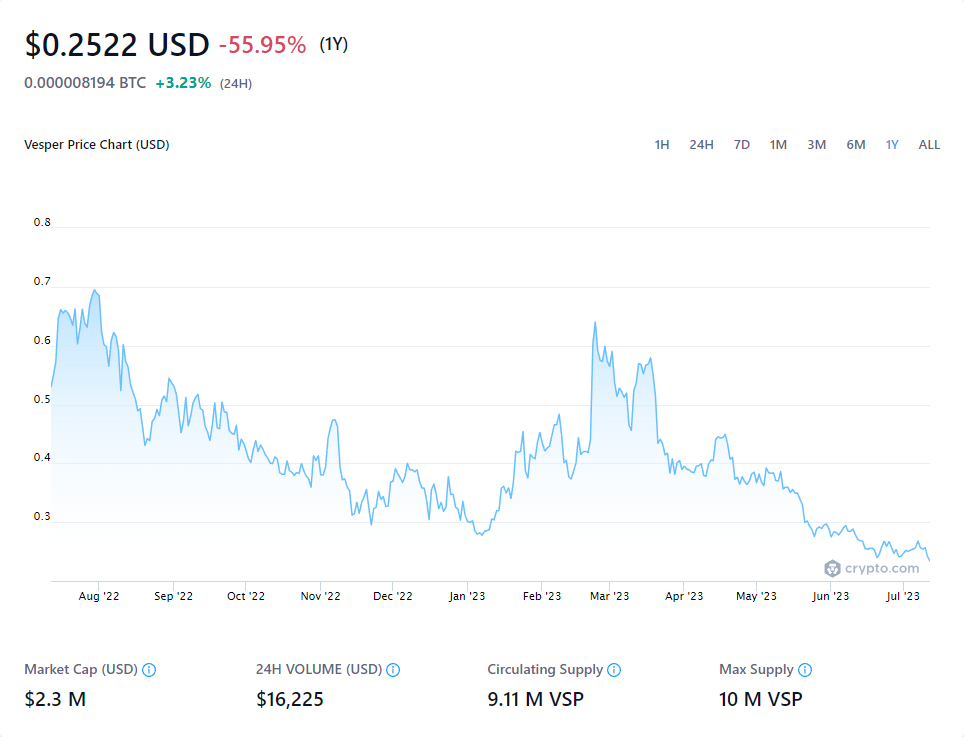 $0.2522 USD -55.95% (1Y)
0.000008194 BTC +3.23% (24H)
Vesper Price Chart (USD) 1H 24H 7D 1M 3M 6M 1Y ALL
0.8
0.7
0.6
0.5
0.4
0.3
crypto.com
Aug '22 Sep '22 Oct '22 Nov '22 Dec '22 Jan '23 Feb '23 Mar '23 Apr '23 May '23 Jun '23 Jul '23
Market Cap (USD) 24H VOLUME (USD) Circulating Supply Max Supply
$2.3 M $16,225 9.11 M VSP 10 M VSP